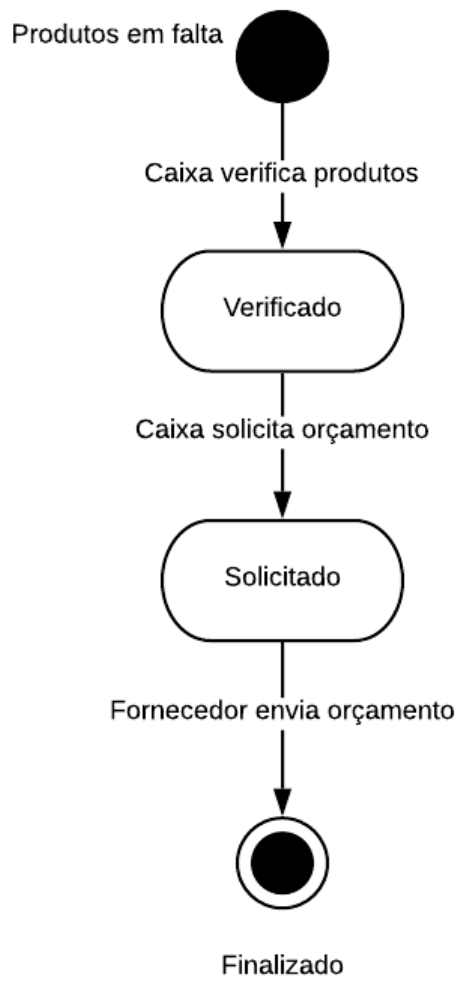 Produtos em falta
Caixa verifica produtos
Verificado
Caixa solicita orçamento
Solicitado
Fornecedor envia orçamento
Finalizado